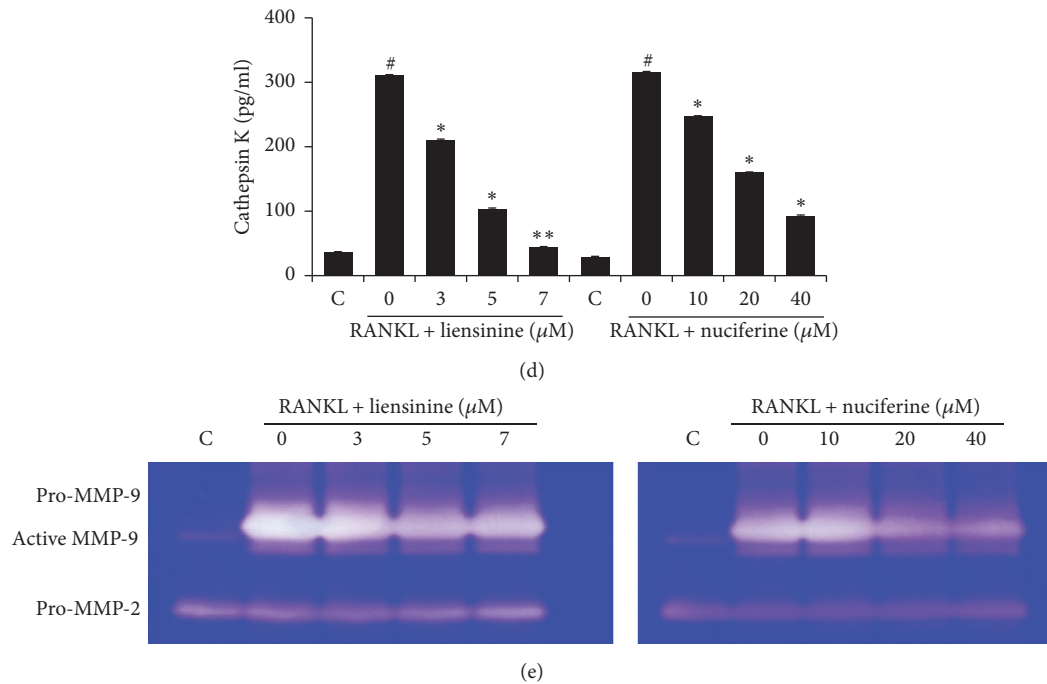 400
300
200
100
0
Cathepsin K (pg/ml)
# * * ** # * * *
C 0 3 5 7 C 0 10 20 40
RANKL + liensinine (μM) RANKL + nuciferine (μM)
(d)
RANKL + liensinine (μM) RANKL + nuciferine (μM)
C 0 3 5 7 C 0 10 20 40
Pro-MMP-9
Active MMP-9
Pro-MMP-2
(e)